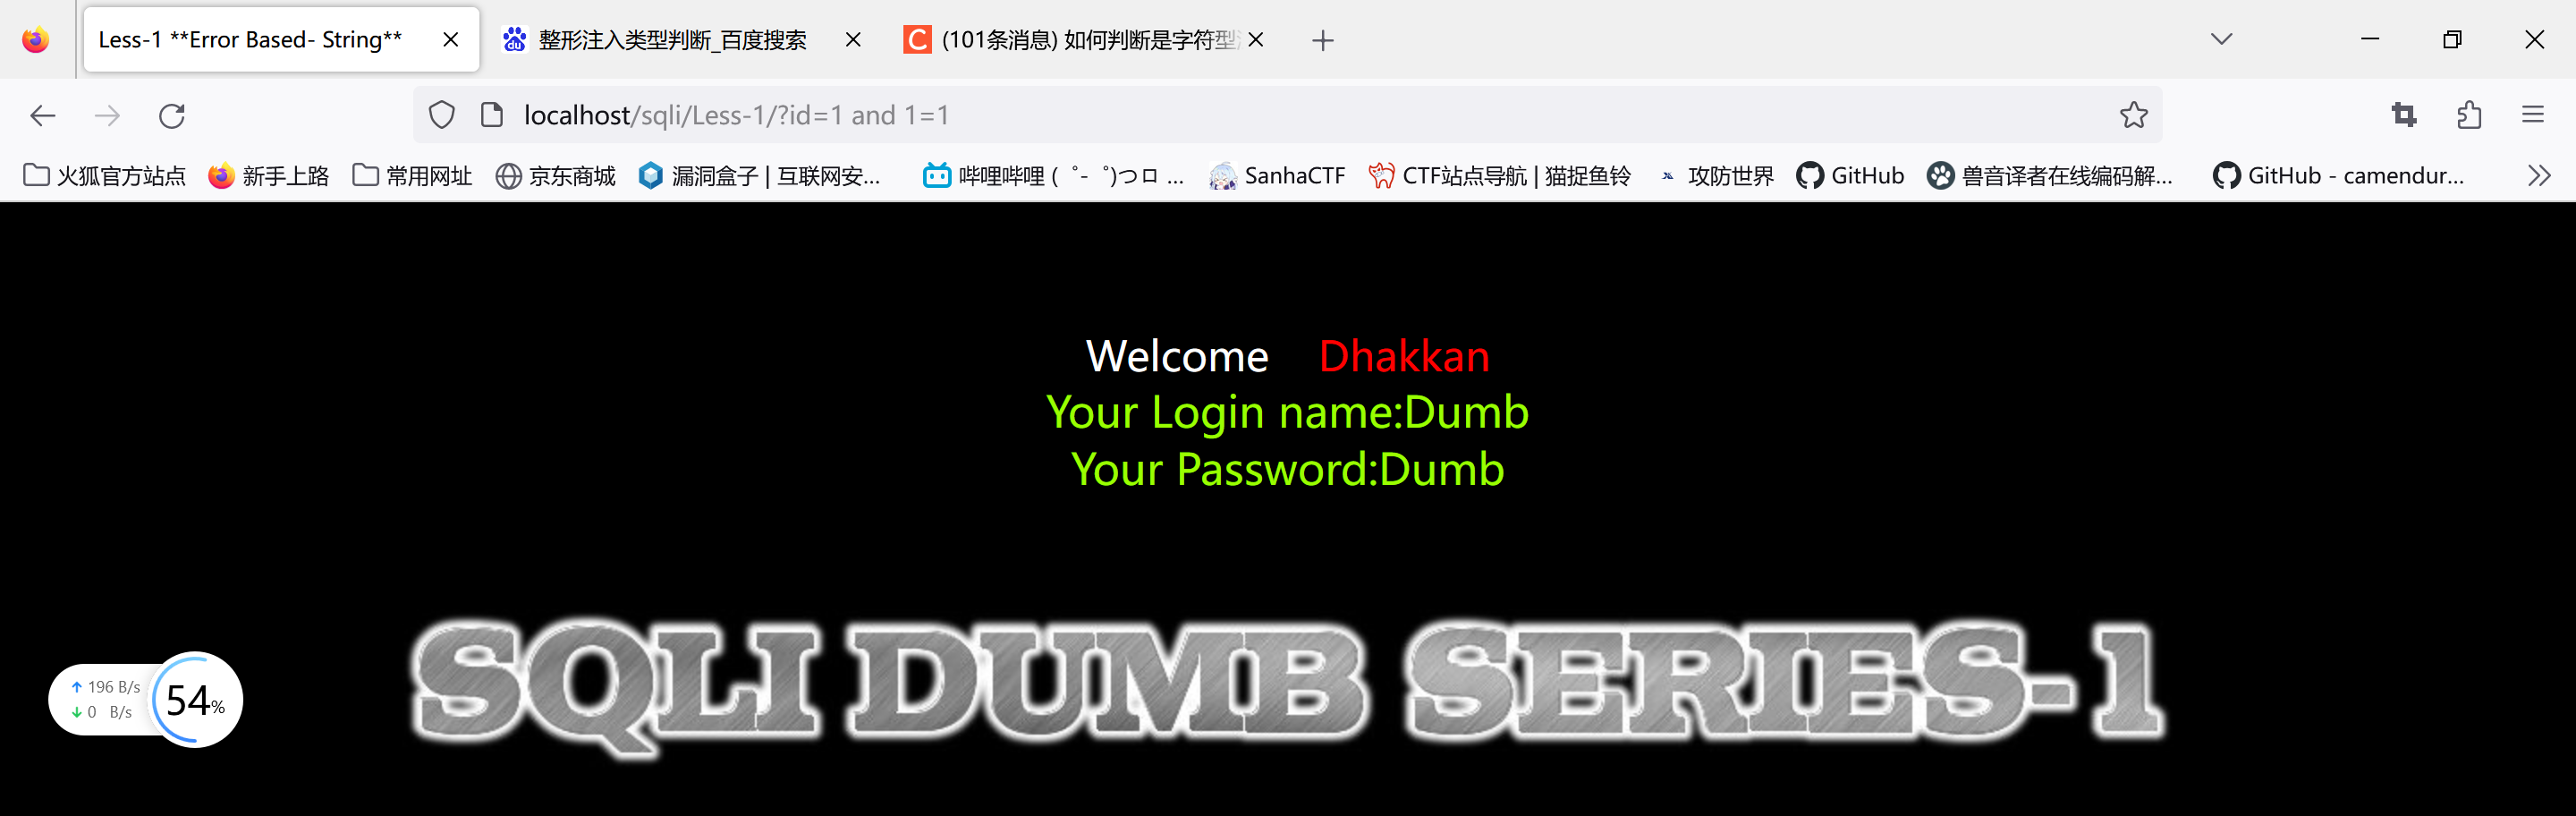 Less-1 **Error Based- String**
整形注入类型判断_百度搜索
(101条消息) 如何判断是字符型
localhost/sqli/Less-1/?id=1 and 1=1
火狐官方站点 新手上路 常用网址 京东商城 漏洞盒子 | 互联网安... 哔哩哔哩 ( ゜- ゜)つロ ... SanhaCTF CTF站点导航 | 猫捉鱼铃 攻防世界 GitHub 兽音译者在线编码解... GitHub - camendur...
Welcome Dhakkan
Your Login name:Dumb
Your Password:Dumb
SQLI DUMB SERIES-1
196 B/s
0 B/s
54%